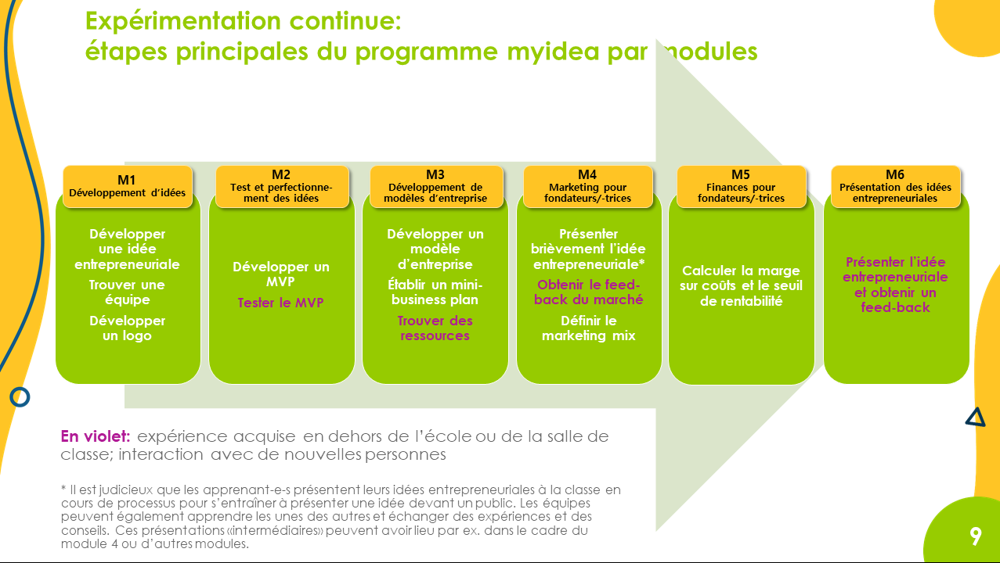 Expérimentation continue:
étapes principales du programme myidea par modules
M1
Développement d’idées
Développer
une idée
entrepreneuriale
Trouver une
équipe
Développer
un logo
M2
Test et perfectionne-
ment des idées
Développer un
MVP
Tester le MVP
M3
Développement de
modèles d’entreprise
Développer un
modèle
d’entreprise
Établir un mini-
business plan
Trouver des
ressources
M4
Marketing pour
fondateurs/-trices
Présenter
brièvement l’idée
entrepreneuriale*
Obtenir le feed-
back du marché
Définir le
marketing mix
M5
Finances pour
fondateurs/-trices
Calculer la marge
sur coûts et le seuil
de rentabilité
M6
Présentation des idées
entrepreneuriales
Présenter l’idée
entrepreneuriale
et obtenir un
feed-back
En violet: expérience acquise en dehors de l’école ou de la salle de
classe; interaction avec de nouvelles personnes
* Il est judicieux que les apprenant-e-s présentent leurs idées entrepreneuriales à la classe en
cours de processus pour s’entraîner à présenter une idée devant un public. Les équipes
peuvent également apprendre les unes des autres et échanger des expériences et des
conseils. Ces présentations «intermédiaires» peuvent avoir lieu par ex. dans le cadre du
module 4 ou d’autres modules.
9